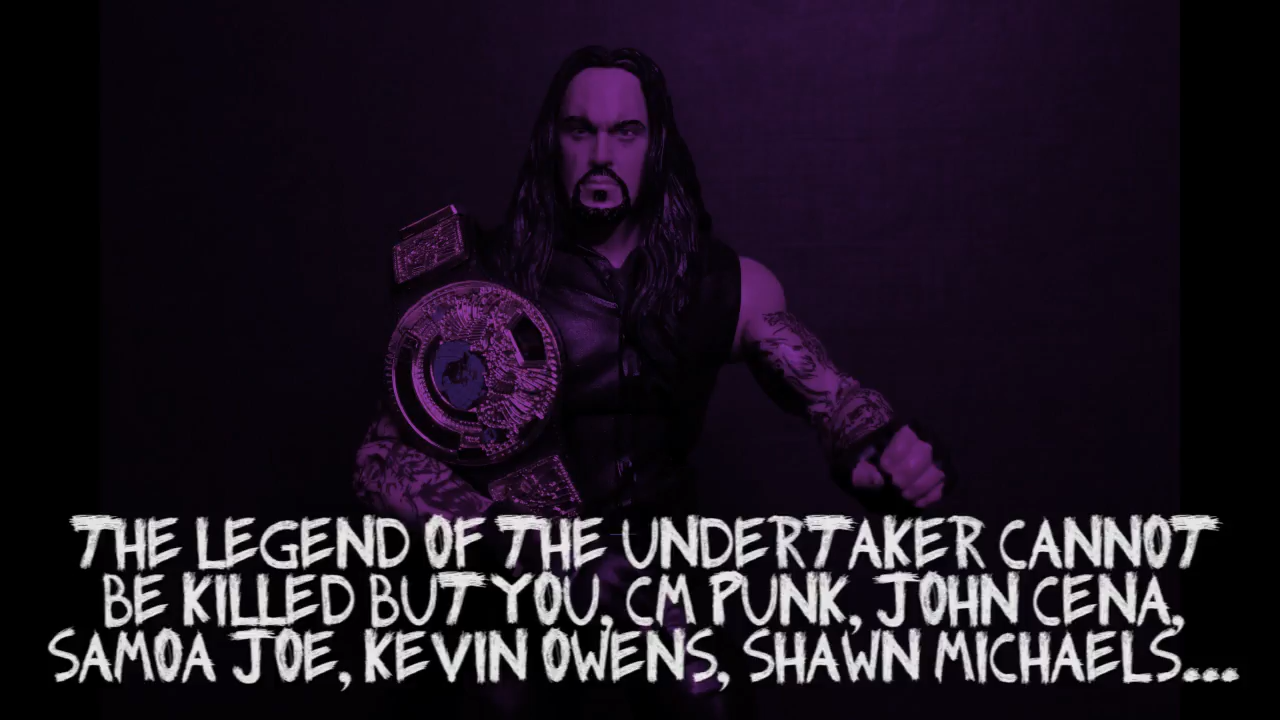 THE LEGEND OF THE UNDERTAKER CANNOT
BE KILLED BUT YOU, CM PUNK, JOHN CENA,
SAMOA JOE, KEVIN OWENS, SHAWN MICHAELS...